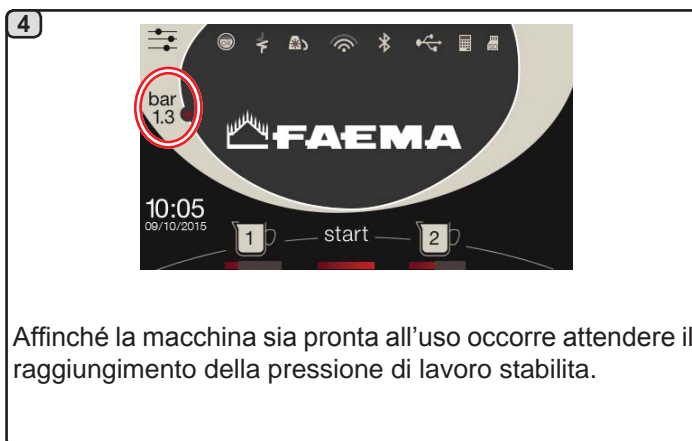 4
bar
1.3
FAEMA
10:05
09/10/2015
1 start 2
Affinché la macchina sia pronta all’uso occorre attendere il
raggiungimento della pressione di lavoro stabilita.